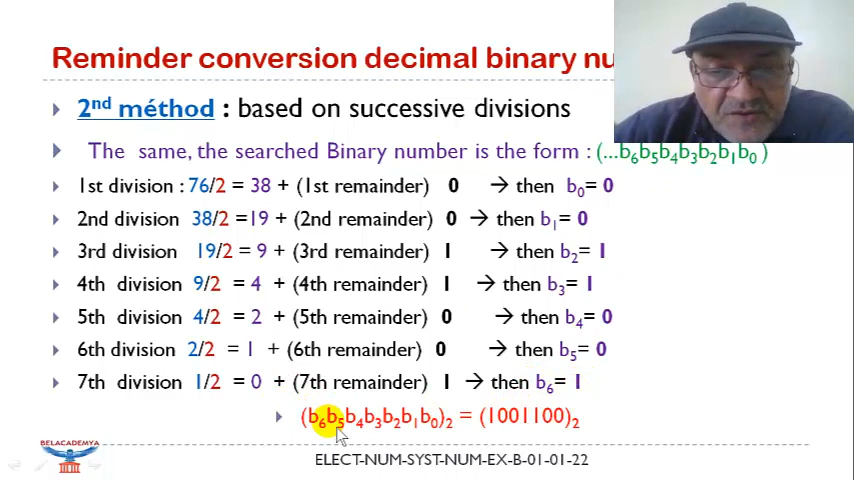 Reminder conversion decimal binary nu
2nd méthod : based on successive divisions
The same, the searched Binary number is the form : (...b6b5b4b3b2b1b0 )
1st division : 76/2 = 38 + (1st remainder) 0 → then b0= 0
2nd division 38/2 =19 + (2nd remainder) 0 → then b1= 0
3rd division 19/2 = 9 + (3rd remainder) 1 → then b2= 1
4th division 9/2 = 4 + (4th remainder) 1 → then b3= 1
5th division 4/2 = 2 + (5th remainder) 0 → then b4= 0
6th division 2/2 = 1 + (6th remainder) 0 → then b5= 0
7th division 1/2 = 0 + (7th remainder) 1 → then b6= 1
(b6b5b4b3b2b1b0)2 = (1001100)2
BELACADEMYA
ELECT-NUM-SYST-NUM-EX-B-01-01-22